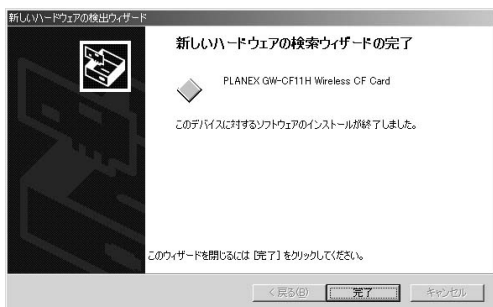 新しいハードウェアの検出ウィザード
新しいハードウェアの検索ウィザードの完了
PLANEX GW-CF11H Wireless CF Card
このデバイスに対するソフトウェアのインストールが終了しました。
このウィザードを閉じるには [完了] をクリックしてください。
< 戻る(B)
完了
キャンセル